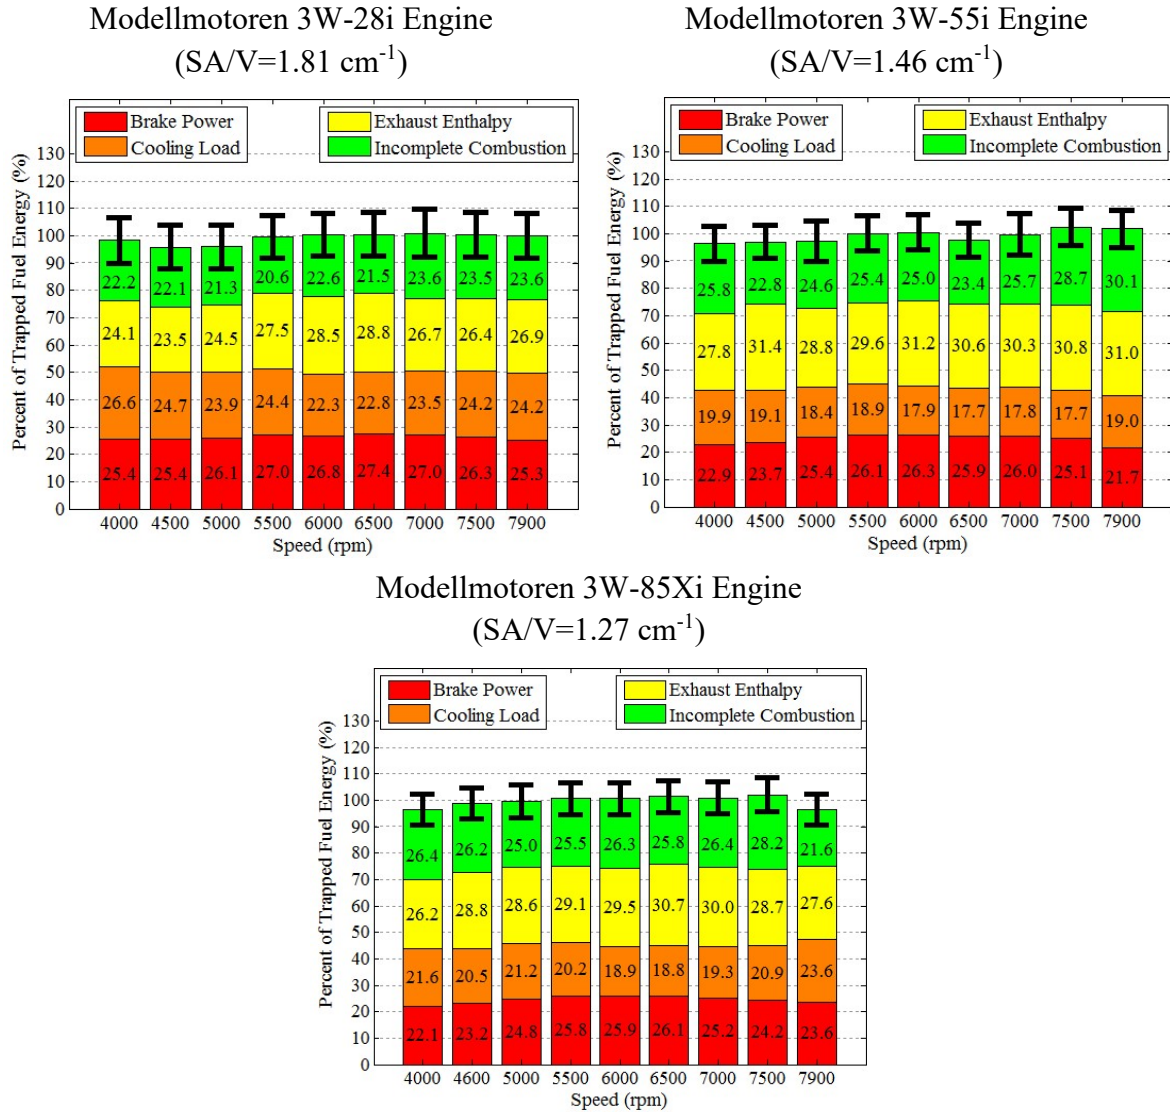 Modellmotoren 3W-28i Engine
(SA/V=1.81 cm-1)
Brake Power Exhaust Enthalpy
Cooling Load Incomplete Combustion
Percent of Trapped Fuel Energy (%)
130
120
110
100
90
80
70
60
50
40
30
20
10
0
22.2 22.1 21.3 20.6 22.6 21.5 23.6 23.5 23.6
24.1 23.5 24.5 27.5 28.5 28.8 26.7 26.4 26.9
26.6 24.7 23.9 24.4 22.3 22.8 23.5 24.2 24.2
25.4 25.4 26.1 27.0 26.8 27.4 27.0 26.3 25.3
4000 4500 5000 5500 6000 6500 7000 7500 7900
Speed (rpm)
Modellmotoren 3W-55i Engine
(SA/V=1.46 cm-1)
Brake Power Exhaust Enthalpy
Cooling Load Incomplete Combustion
Percent of Trapped Fuel Energy (%)
130
120
110
100
90
80
70
60
50
40
30
20
10
0
25.8 22.8 24.6 25.4 25.0 23.4 25.7 28.7 30.1
27.8 31.4 28.8 29.6 31.2 30.6 30.3 30.8 31.0
19.9 19.1 18.4 18.9 17.9 17.7 17.8 17.7 19.0
22.9 23.7 25.4 26.1 26.3 25.9 26.0 25.1 21.7
4000 4500 5000 5500 6000 6500 7000 7500 7900
Speed (rpm)
Modellmotoren 3W-85Xi Engine
(SA/V=1.27 cm-1)
Brake Power Exhaust Enthalpy
Cooling Load Incomplete Combustion
Percent of Trapped Fuel Energy (%)
130
120
110
100
90
80
70
60
50
40
30
20
10
0
26.4 26.2 25.0 25.5 26.3 25.8 26.4 28.2 21.6
26.2 28.8 28.6 29.1 29.5 30.7 30.0 28.7 27.6
21.6 20.5 21.2 20.2 18.9 18.8 19.3 20.9 23.6
22.1 23.2 24.8 25.8 25.9 26.1 25.2 24.2 23.6
4000 4600 5000 5500 6000 6500 7000 7500 7900
Speed (rpm)